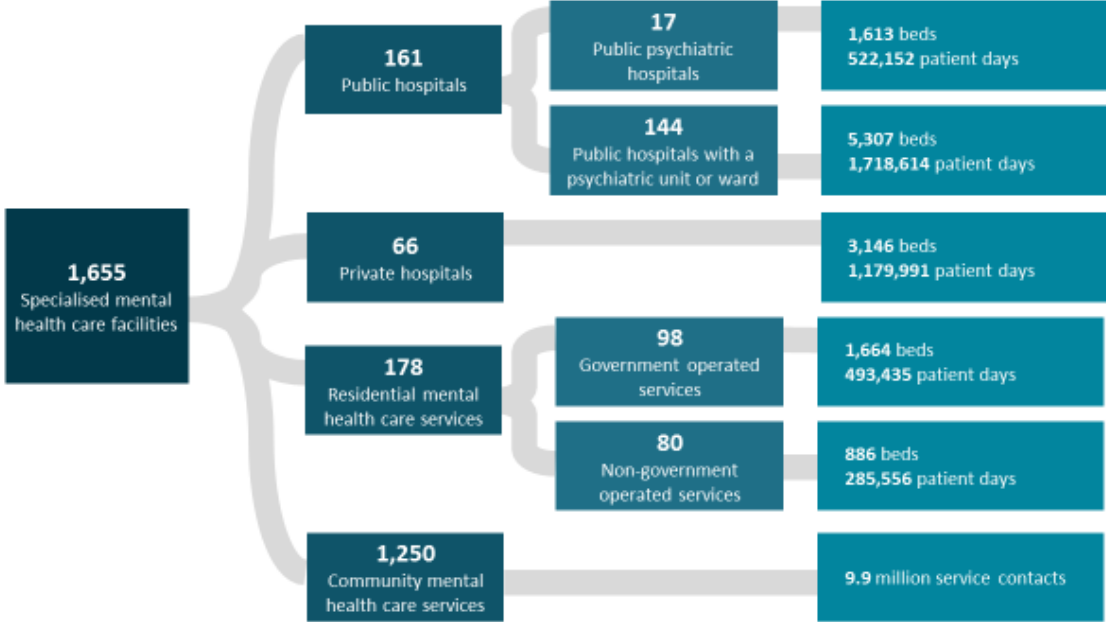 1,655
Specialised mental
health care facilities
161
Public hospitals
17
Public psychiatric
hospitals
1,613 beds
522,152 patient days
144
Public hospitals with a
psychiatric unit or ward
5,307 beds
1,718,614 patient days
66
Private hospitals
3,146 beds
1,179,991 patient days
178
Residential mental
health care services
98
Government operated
services
1,664 beds
493,435 patient days
80
Non-government
operated services
886 beds
285,556 patient days
1,250
Community mental
health care services
9.9 million service contacts